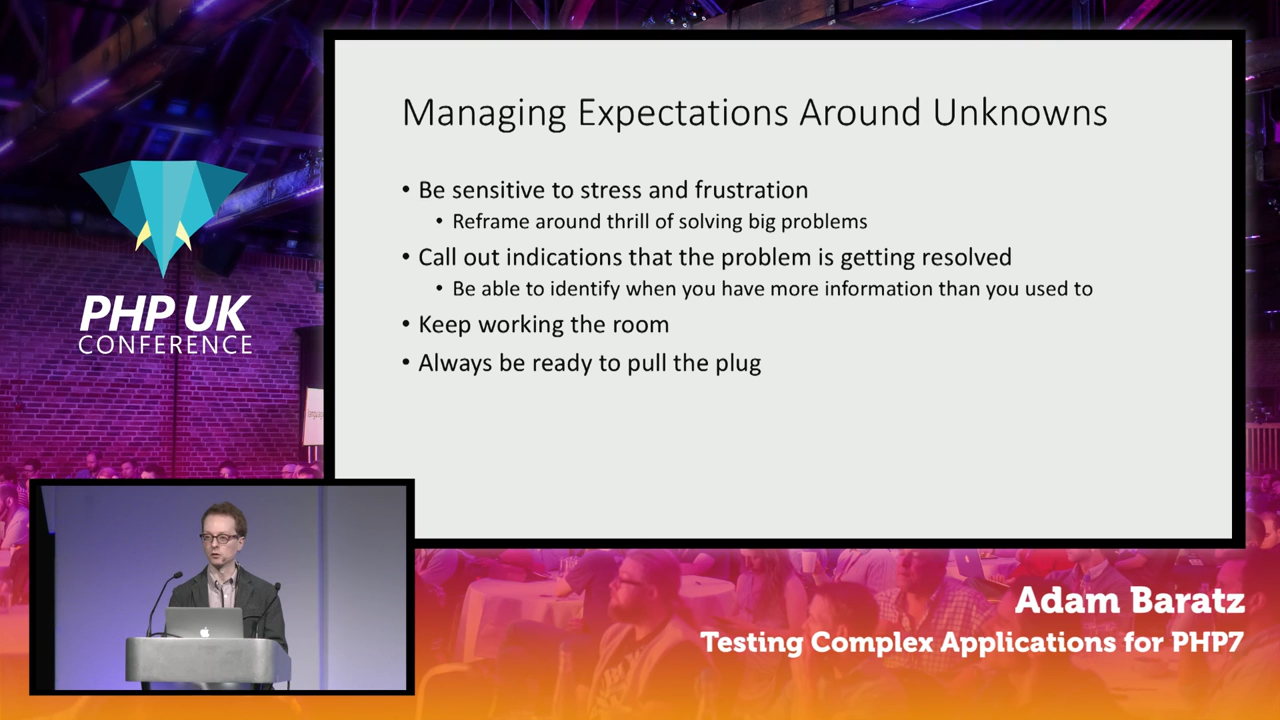 Managing Expectations Around Unknowns
• Be sensitive to stress and frustration
• Reframe around thrill of solving big problems
• Call out indications that the problem is getting resolved
• Be able to identify when you have more information than you used to
• Keep working the room
• Always be ready to pull the plug
PHP UK
CONFERENCE
Adam Baratz
Testing Complex Applications for PHP7